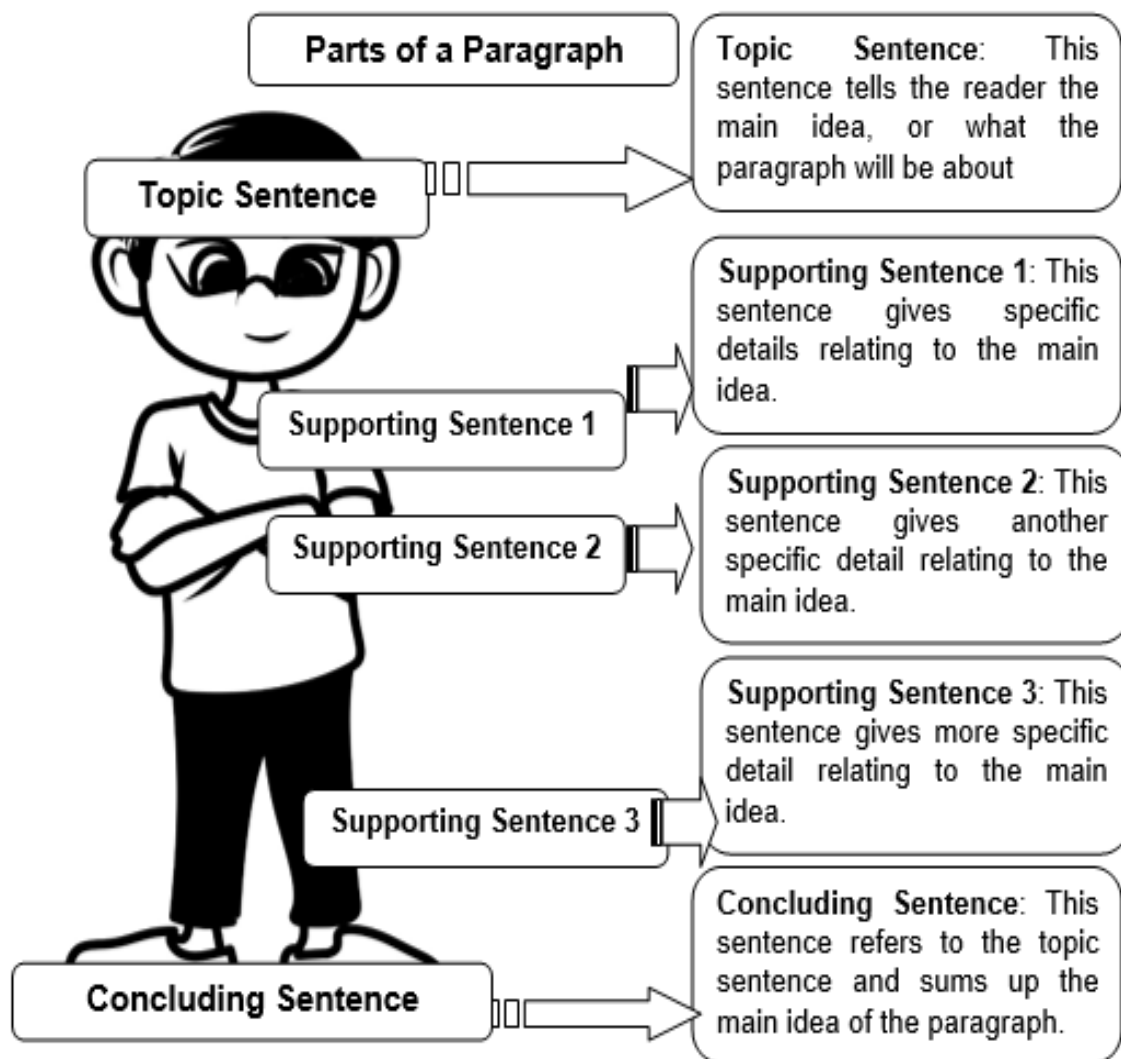 Parts of a Paragraph
Topic Sentence
Topic Sentence: This
sentence tells the reader the
main idea, or what the
paragraph will be about
Supporting Sentence 1
Supporting Sentence 1: This
sentence gives specific
details relating to the main
idea.
Supporting Sentence 2
Supporting Sentence 2: This
sentence gives another
specific detail relating to the
main idea.
Supporting Sentence 3
Supporting Sentence 3: This
sentence gives more specific
detail relating to the main
idea.
Concluding Sentence
Concluding Sentence: This
sentence refers to the topic
sentence and sums up the
main idea of the paragraph.